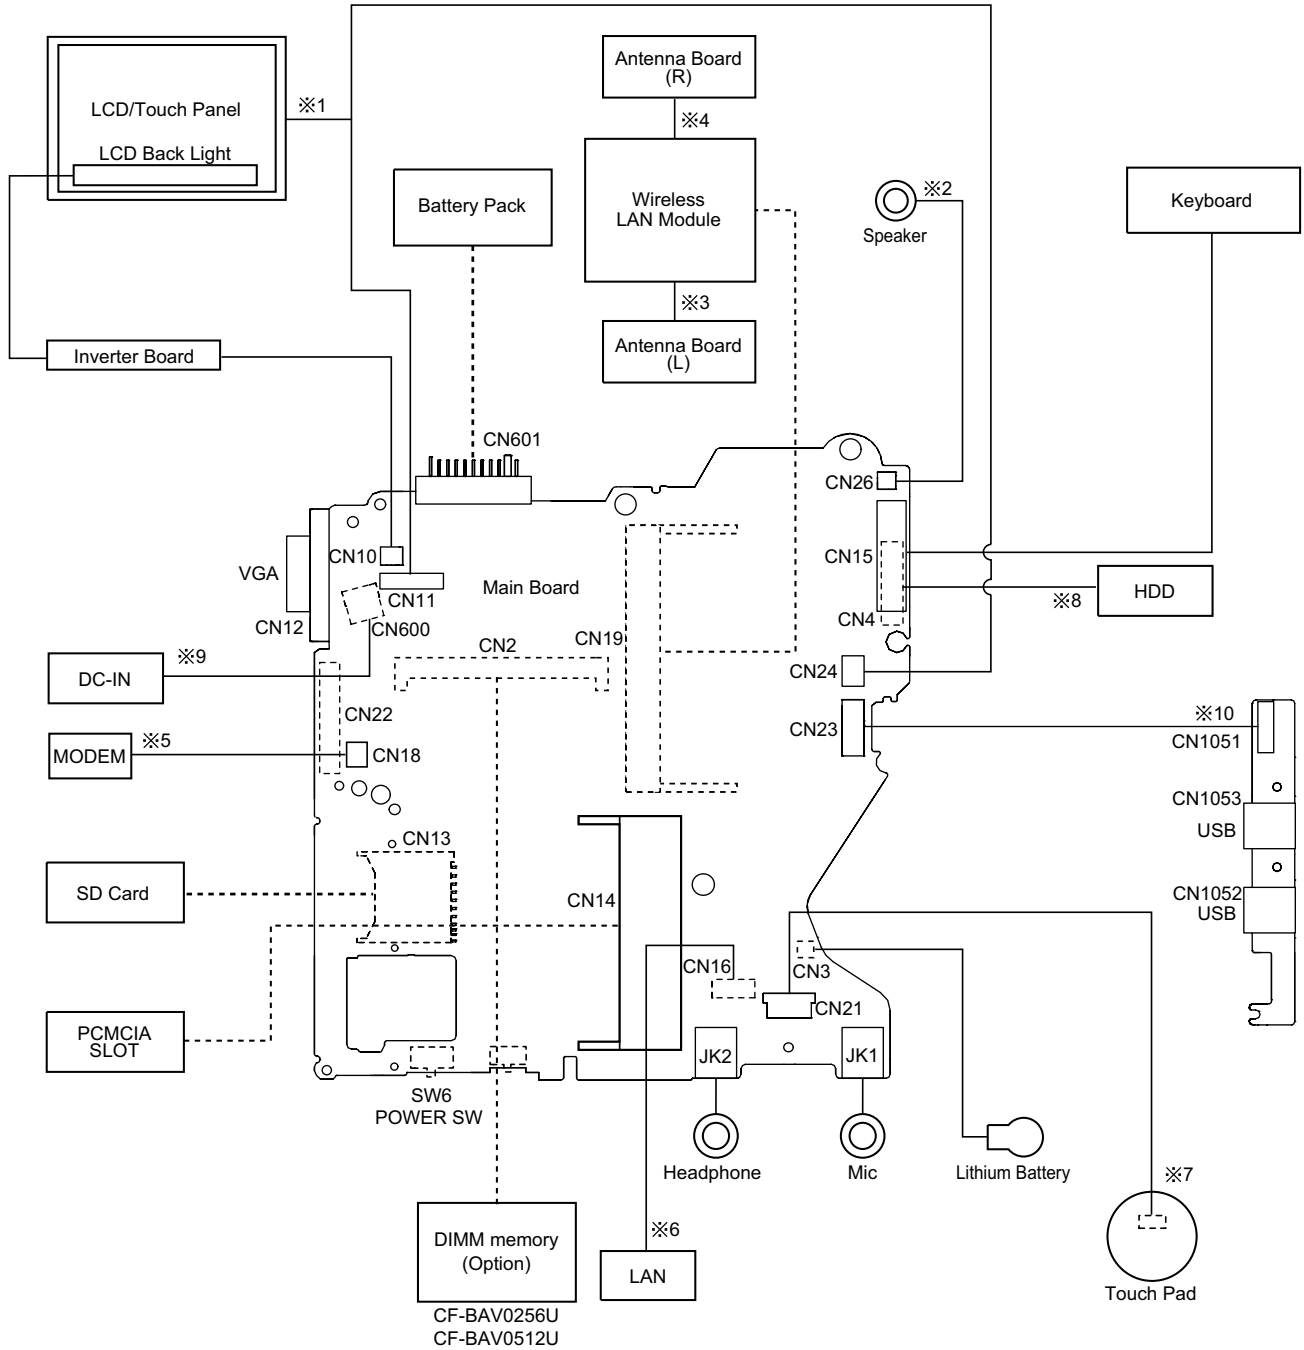 LCD/Touch Panel
LCD Back Light
※1
Antenna Board
(R)
※4
Wireless
LAN Module
※3
Antenna Board
(L)
Battery Pack
※2
Speaker
Keyboard
Inverter Board
CN601
CN26
CN10
VGA
CN11
CN12
CN600
Main Board
CN15
CN4
※8
HDD
CN19
CN2
CN24
DC-IN
※9
CN22
CN23
※10
CN1051
MODEM
※5
CN18
CN1053
USB
CN13
SD Card
CN14
CN1052
USB
CN16
CN3
CN21
PCMCIA
SLOT
JK2
JK1
SW6
POWER SW
Headphone
Mic
Lithium Battery
※7
Touch Pad
DIMM memory
(Option)
CF-BAV0256U
CF-BAV0512U
※6
LAN